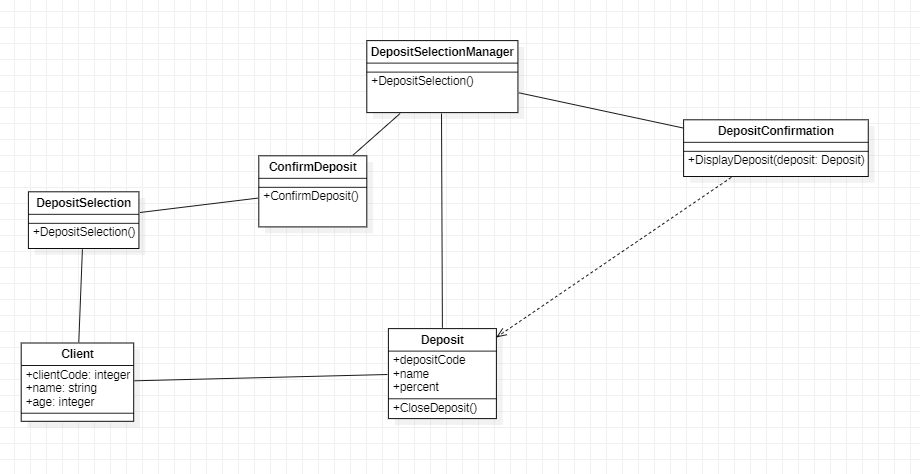 DepositSelectionManager
+DepositSelection()
DepositConfirmation
+DisplayDeposit(deposit: Deposit)
ConfirmDeposit
+ConfirmDeposit()
DepositSelection
+DepositSelection()
Client
+clientCode: integer
+name: string
+age: integer
Deposit
+depositCode
+name
+percent
+CloseDeposit()